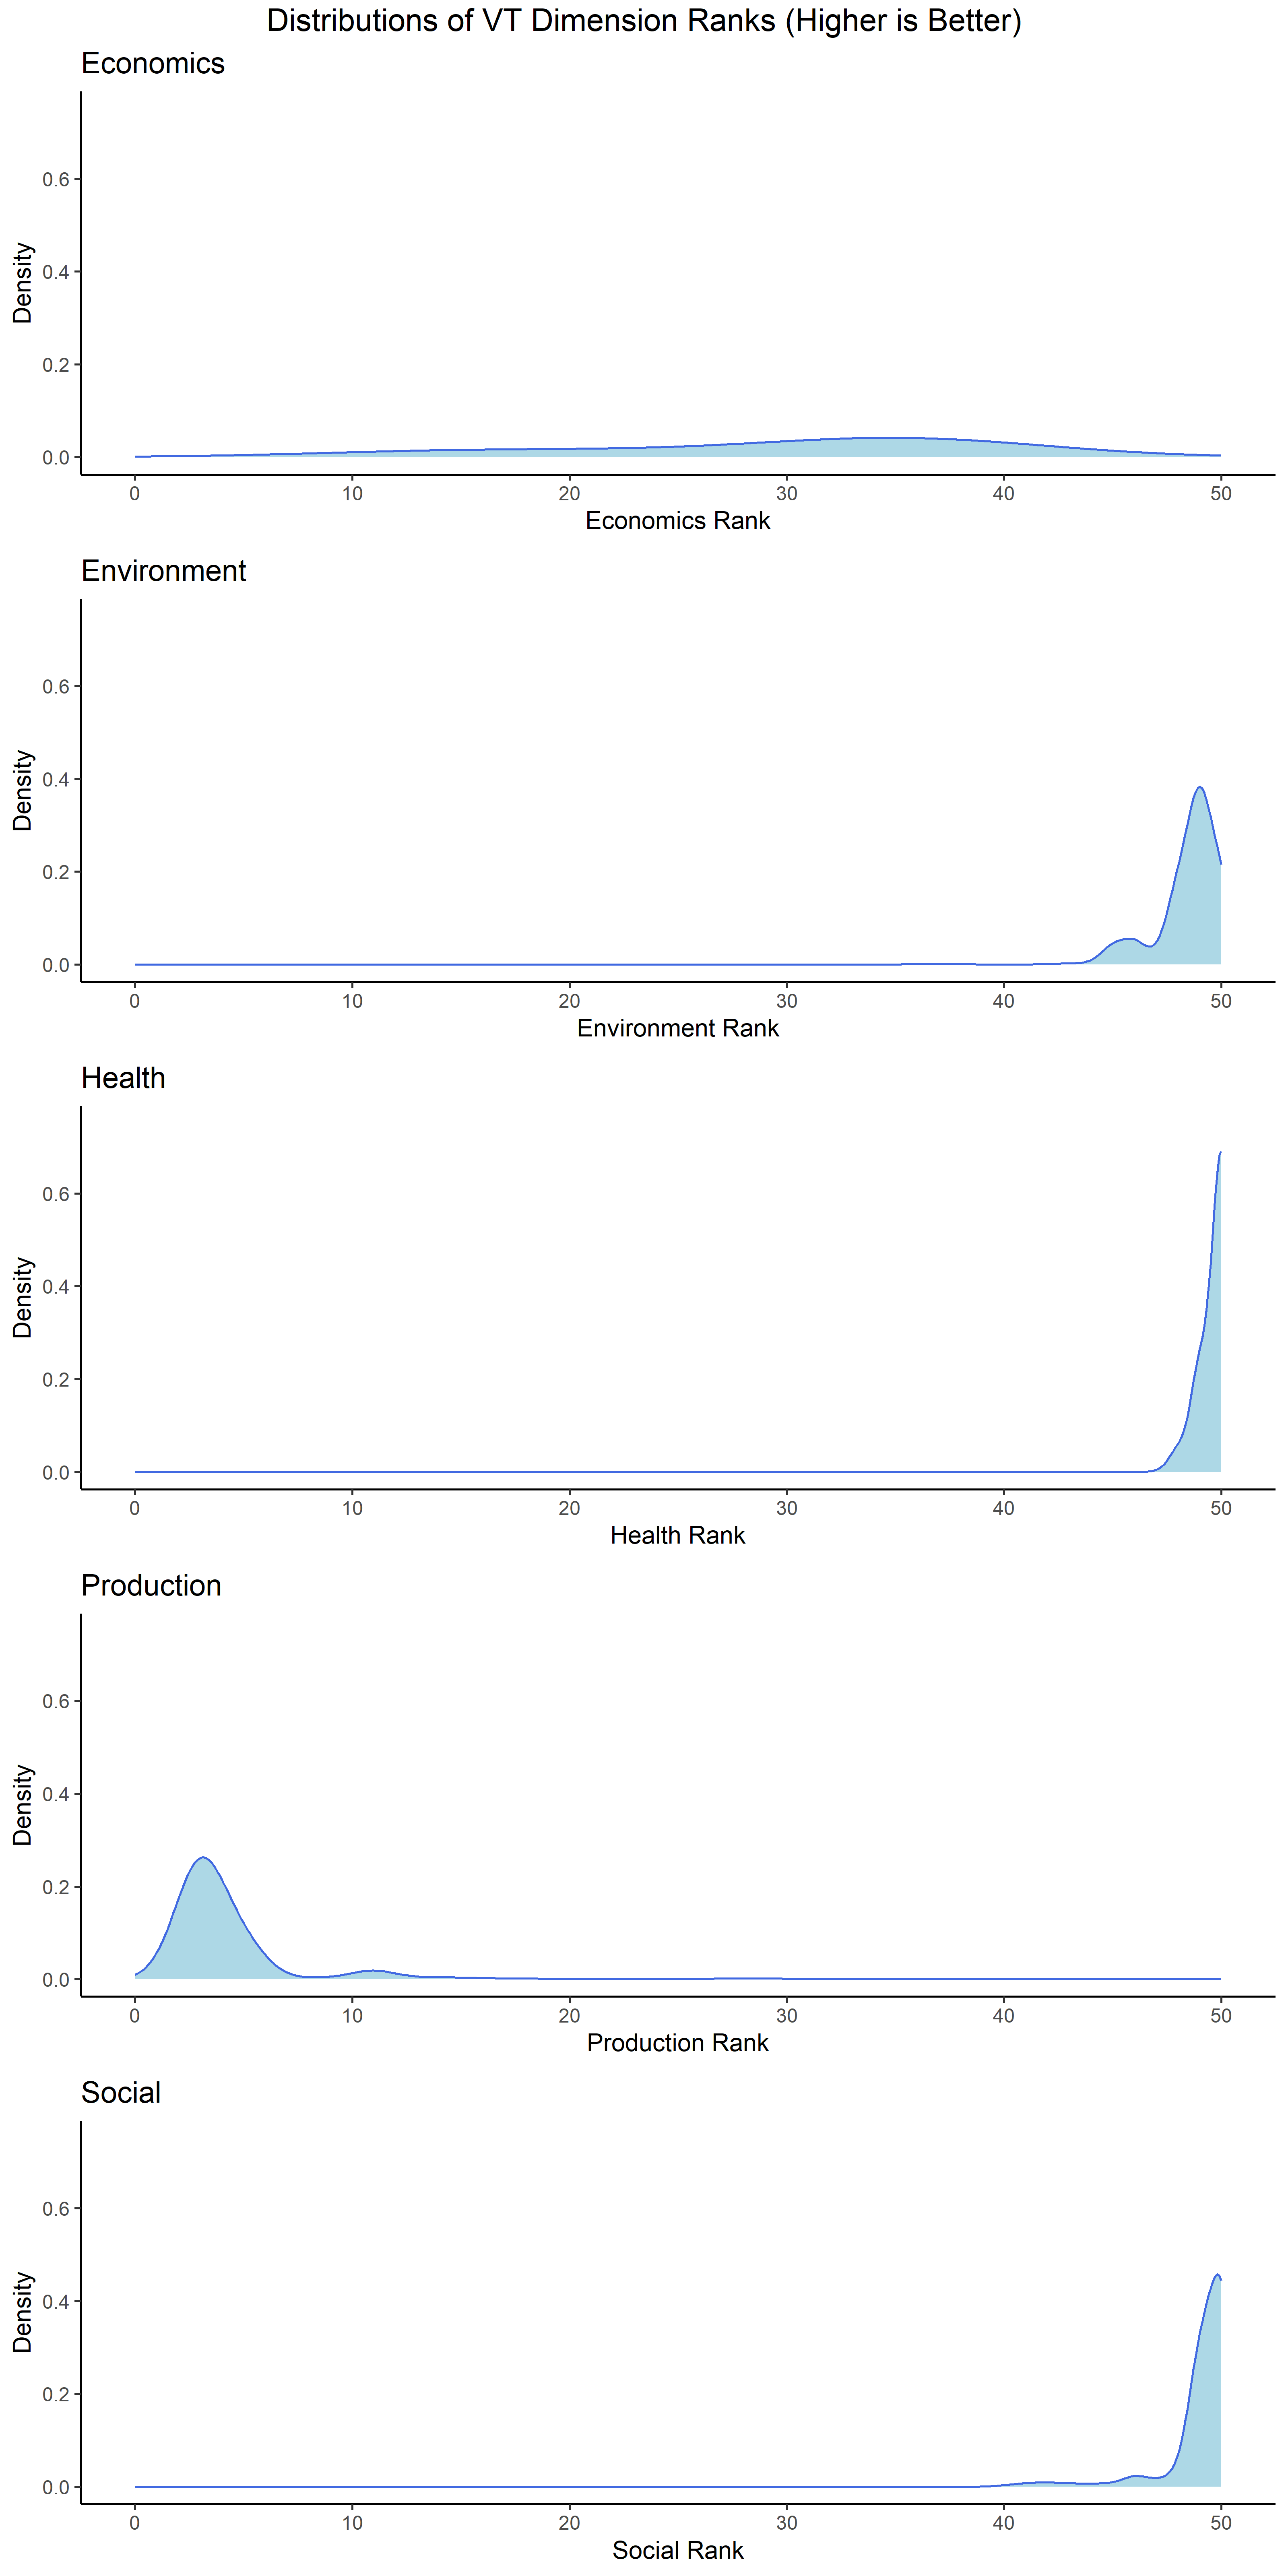 Distributions of VT Dimension Ranks (Higher is Better)
Economics
Density
0.6
0.4
0.2
0.0
0 10 20 30 40 50
Economics Rank
Environment
Density
0.6
0.4
0.2
0.0
0 10 20 30 40 50
Environment Rank
Health
Density
0.6
0.4
0.2
0.0
0 10 20 30 40 50
Health Rank
Production
Density
0.6
0.4
0.2
0.0
0 10 20 30 40 50
Production Rank
Social
Density
0.6
0.4
0.2
0.0
0 10 20 30 40 50
Social Rank